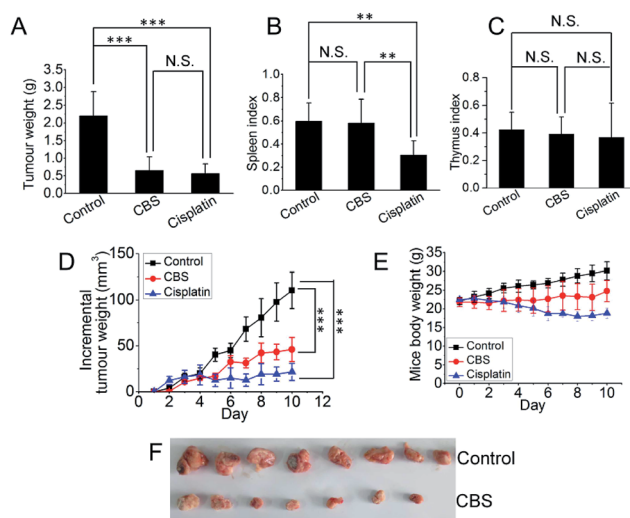 A
***
***
N.S.
Tumour weight (g)
3.5
3.0
2.5
2.0
1.5
1.0
0.5
0.0
Control
CBS
Cisplatin
B
**
N.S.
**
Spleen index
1.0
0.8
0.6
0.4
0.2
0.0
Control
CBS
Cisplatin
C
N.S.
N.S.
N.S.
Thymus index
0.8
0.6
0.4
0.2
0.0
Control
CBS
Cisplatin
D
Incremental
tumour weight (mm³)
150
100
50
0
Control
CBS
Cisplatin
***
***
0 2 4 6 8 10 12
Day
E
Mice body weight (g)
35
30
25
20
15
10
5
0
Control
CBS
Cisplatin
0 2 4 6 8 10
Day
F
Control
CBS